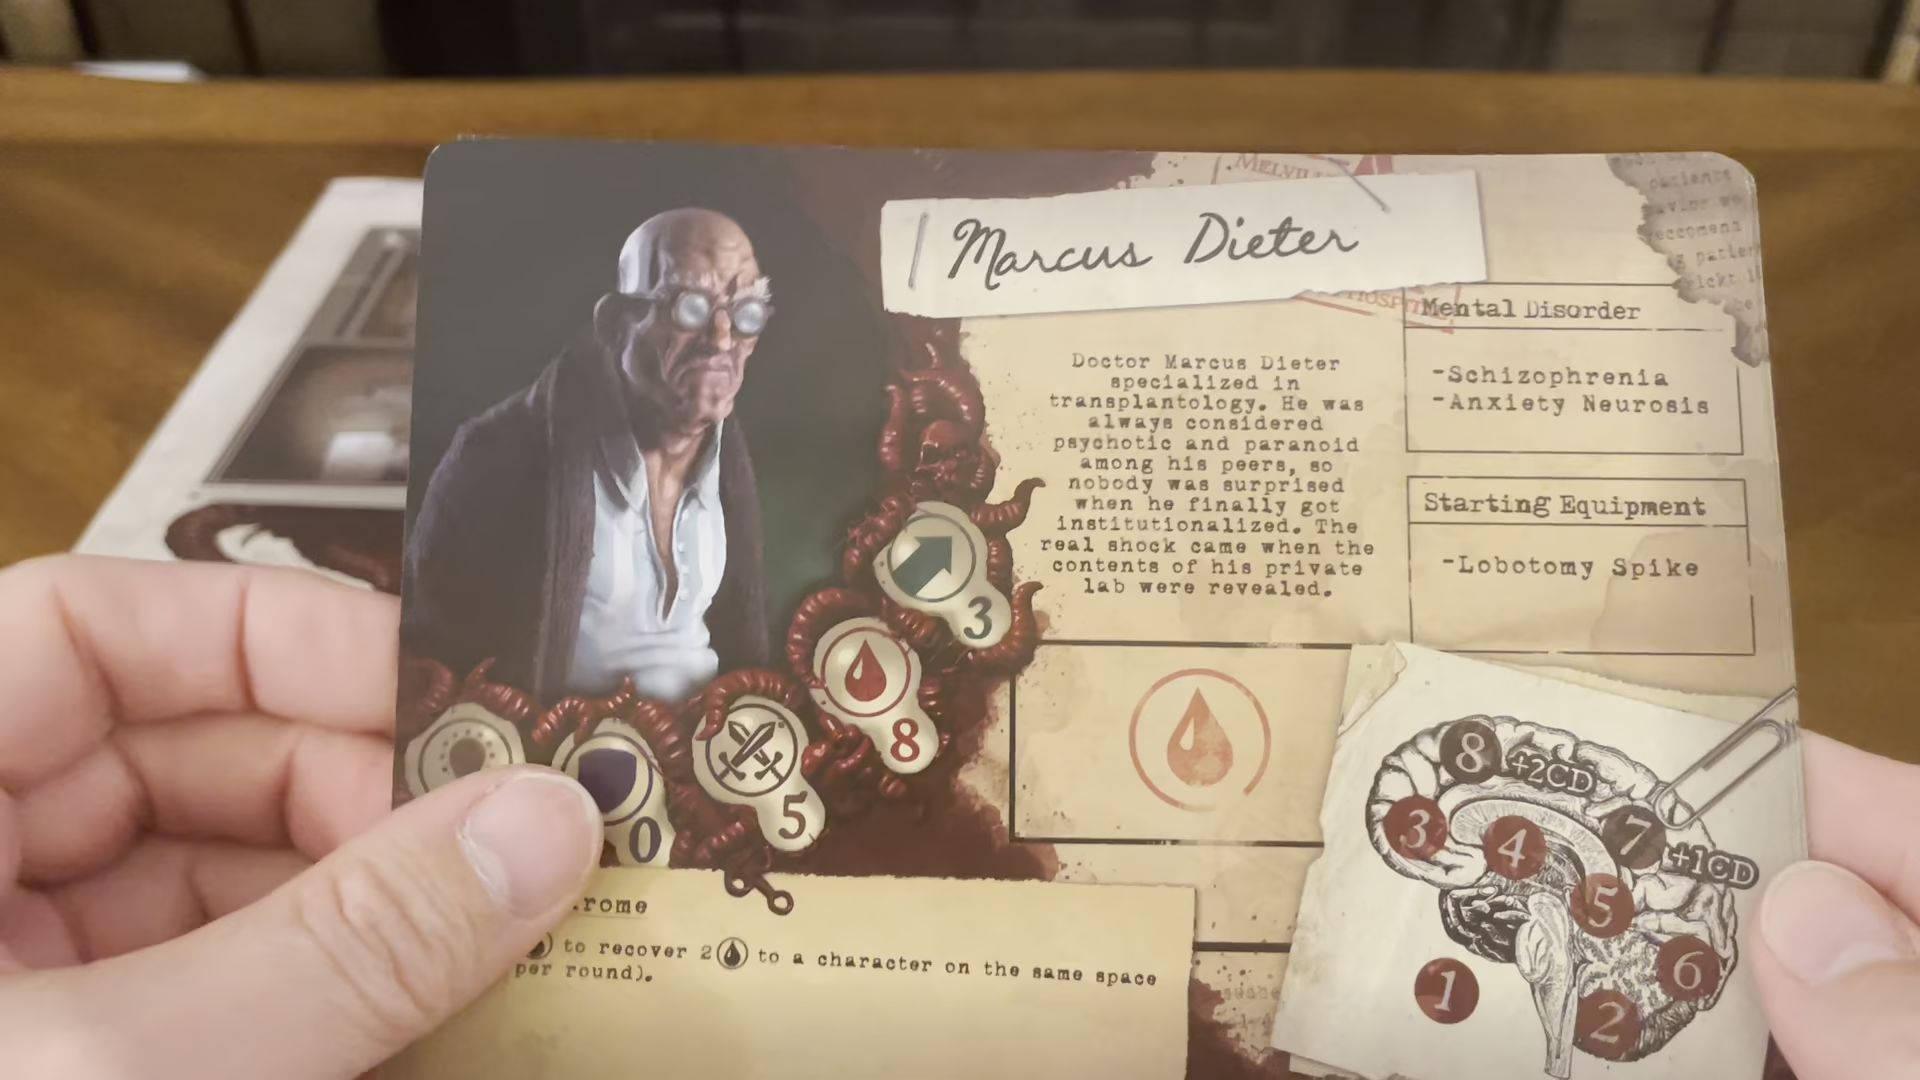 Marcus Dieter
Mental Disorder
-Schizophrenia
-Anxiety Neurosis
Doctor Marcus Dieter
specialized in
transplantology. He was
always considered
psychotic and paranoid
among his peers, so
nobody was surprised
when he finally got
institutionalized. The
real shock came when the
contents of his private
lab were revealed.
Starting Equipment
-Lobotomy Spike
3
8
5
0
8 +2CD
3
4
7 +1CD
5
6
1
2
to recover 2 to a character on the same space
per round).